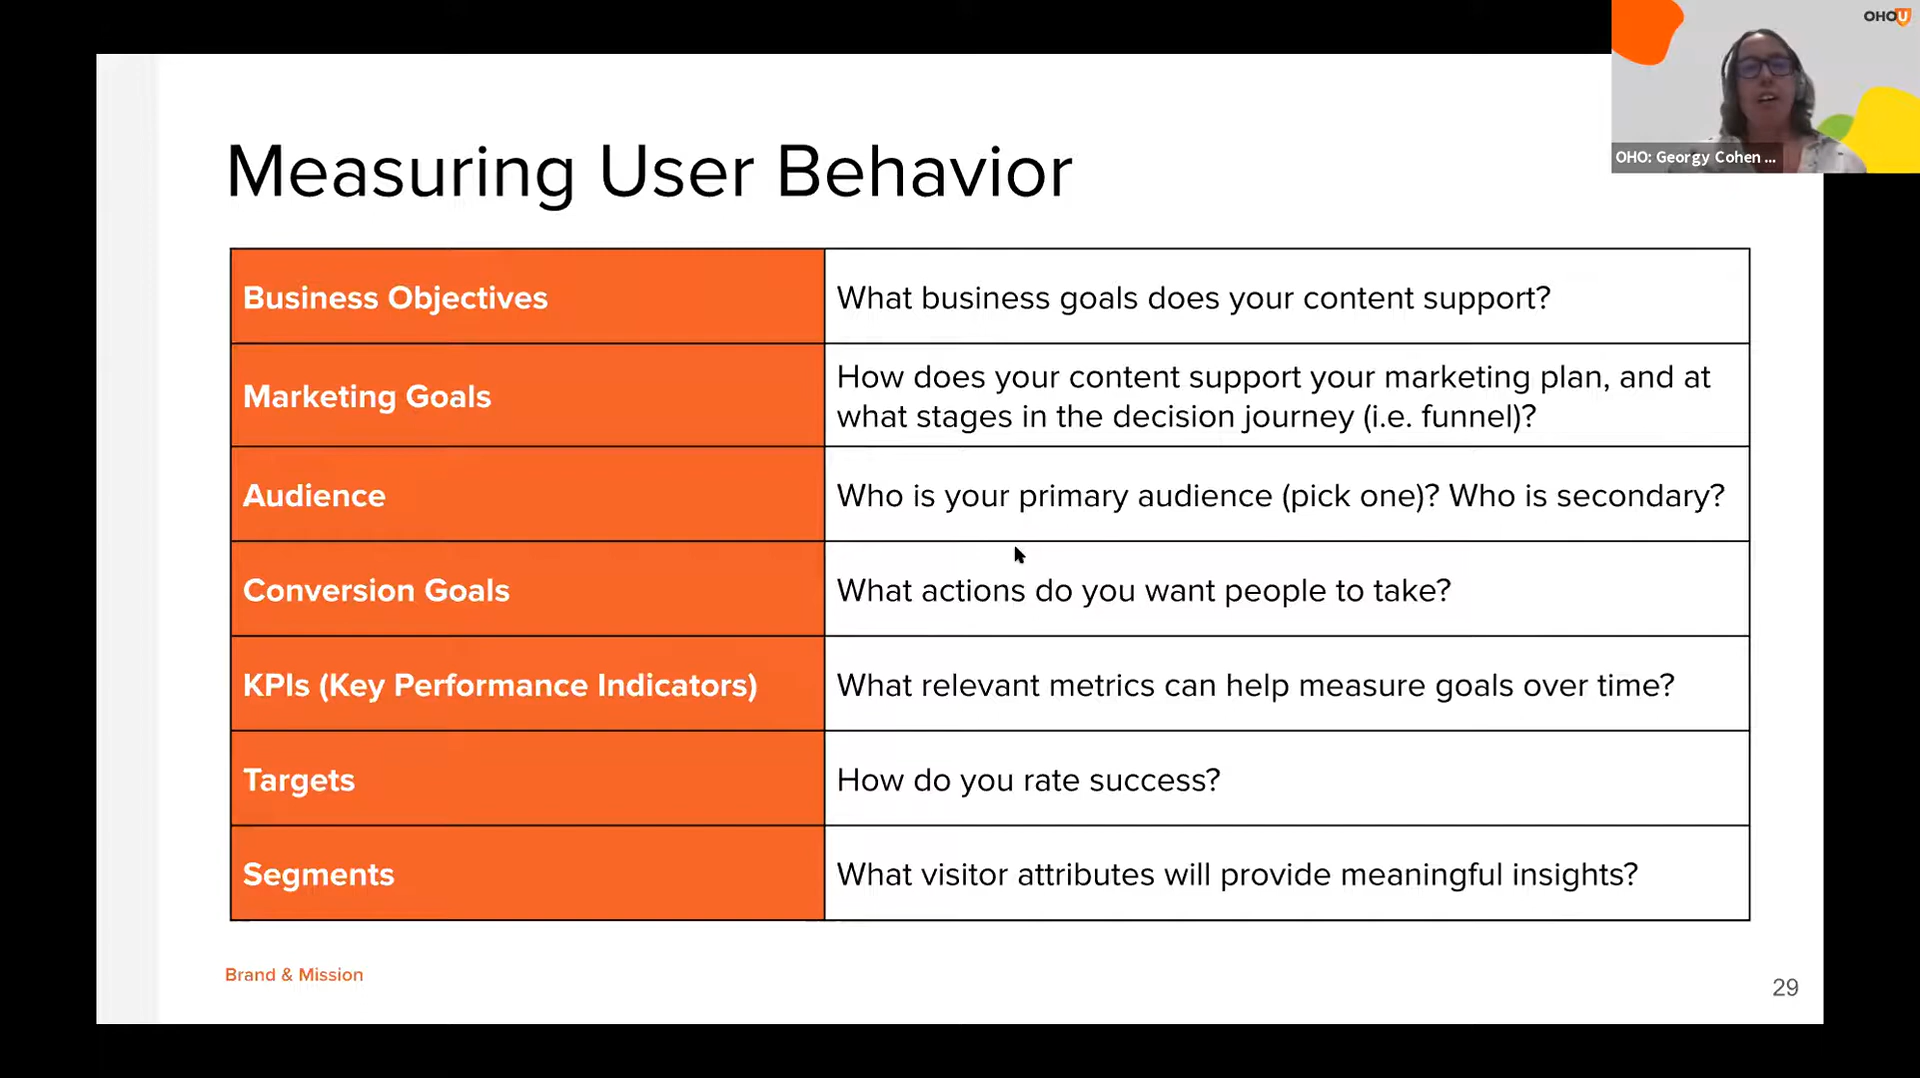 OHO U
OHO: Georgy Cohen ...
Measuring User Behavior
Business Objectives
What business goals does your content support?
Marketing Goals
How does your content support your marketing plan, and at
what stages in the decision journey (i.e. funnel)?
Audience
Who is your primary audience (pick one)? Who is secondary?
Conversion Goals
What actions do you want people to take?
KPIs (Key Performance Indicators)
What relevant metrics can help measure goals over time?
Targets
How do you rate success?
Segments
What visitor attributes will provide meaningful insights?
Brand & Mission
29